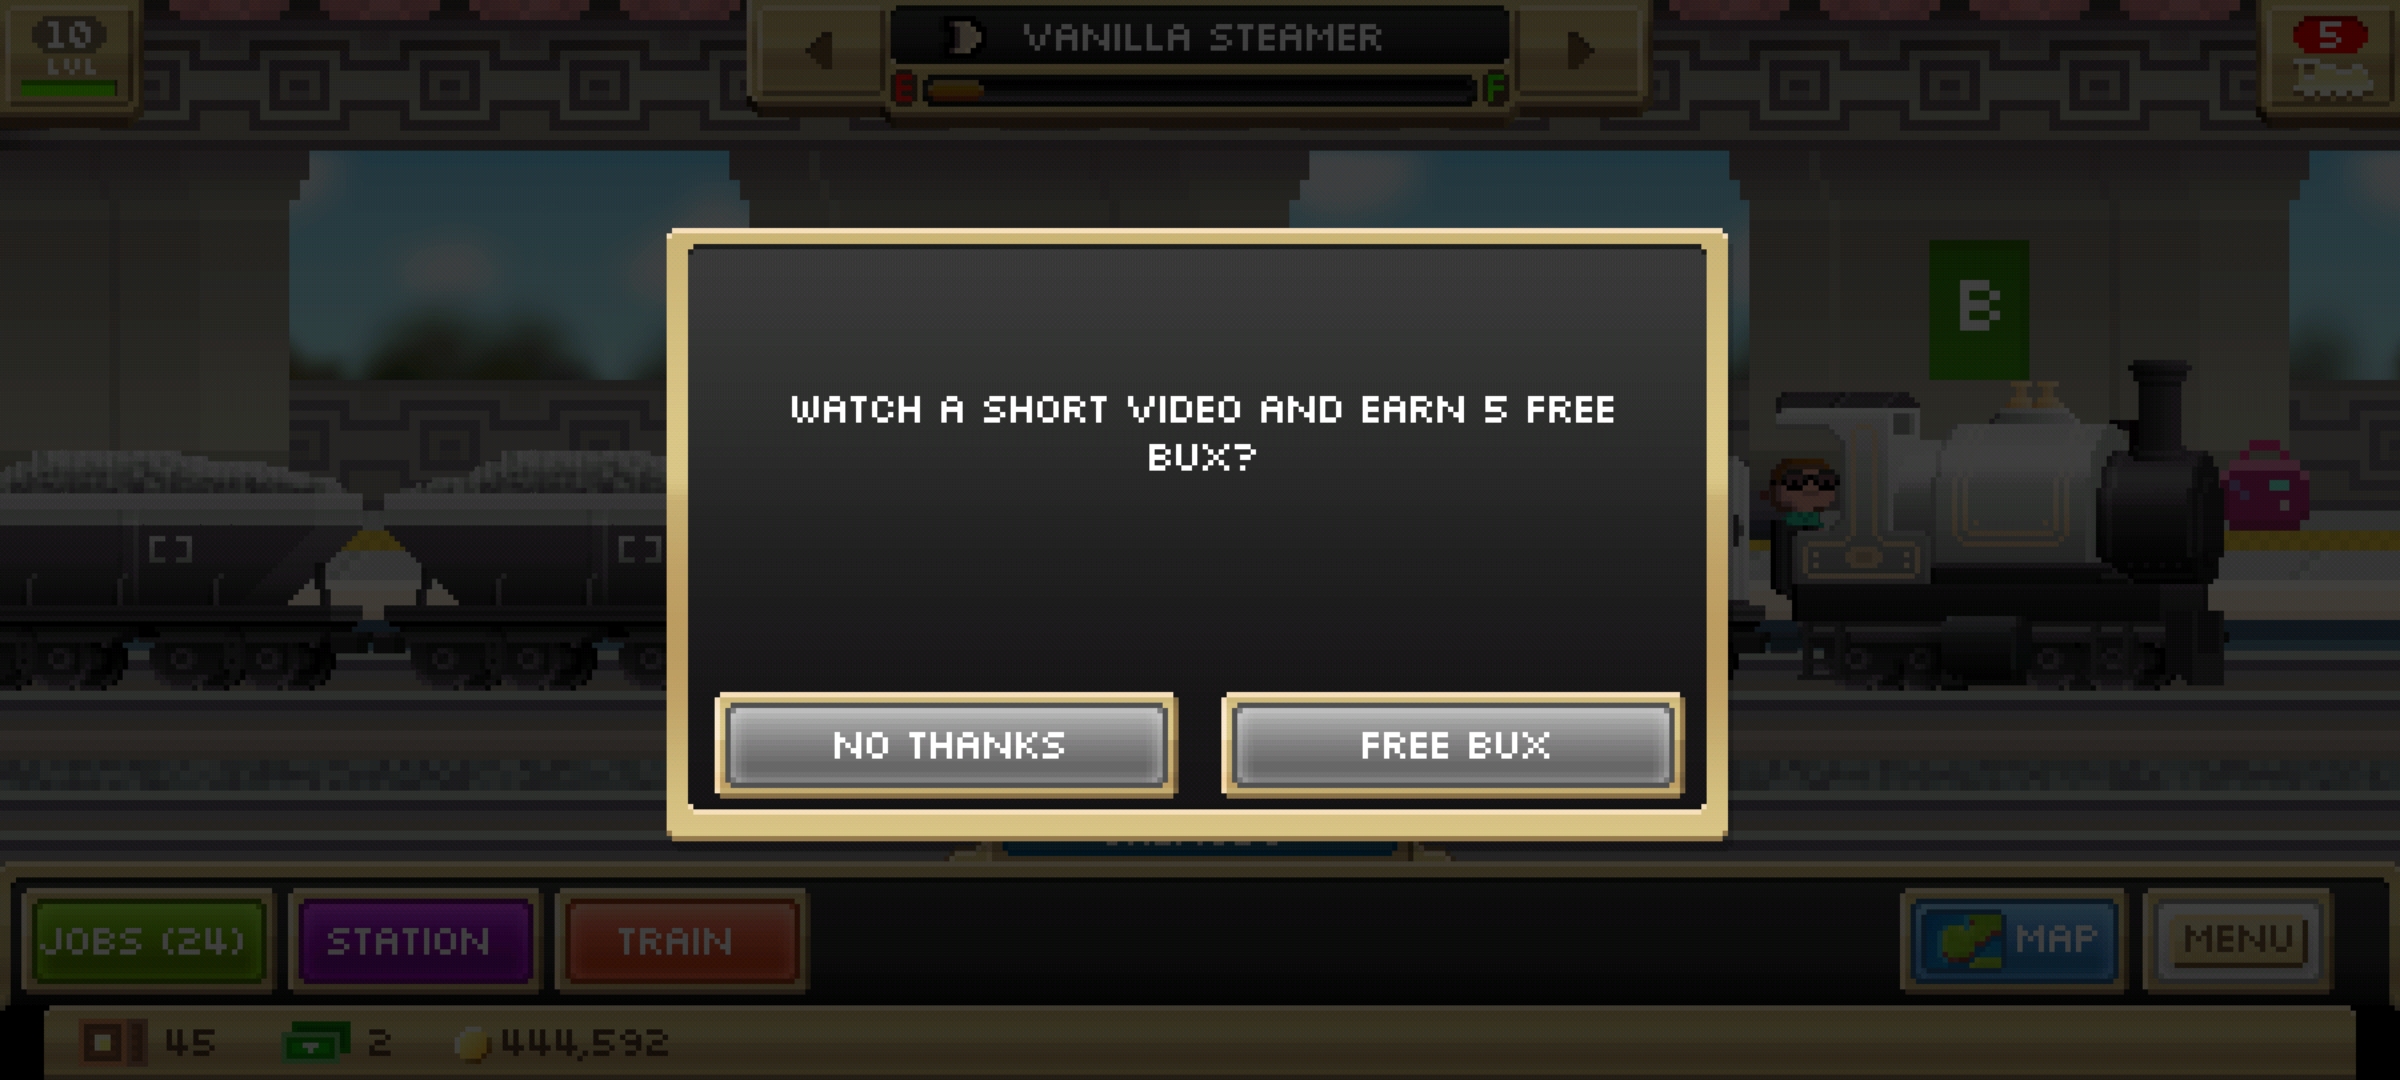 10
LVL
VANILLA STEAMER
E
F
5
B
WATCH A SHORT VIDEO AND EARN 5 FREE
BUX?
NO THANKS
FREE BUX
JOBS (24)
STATION
TRAIN
MAP
MENU
45
2
444,592